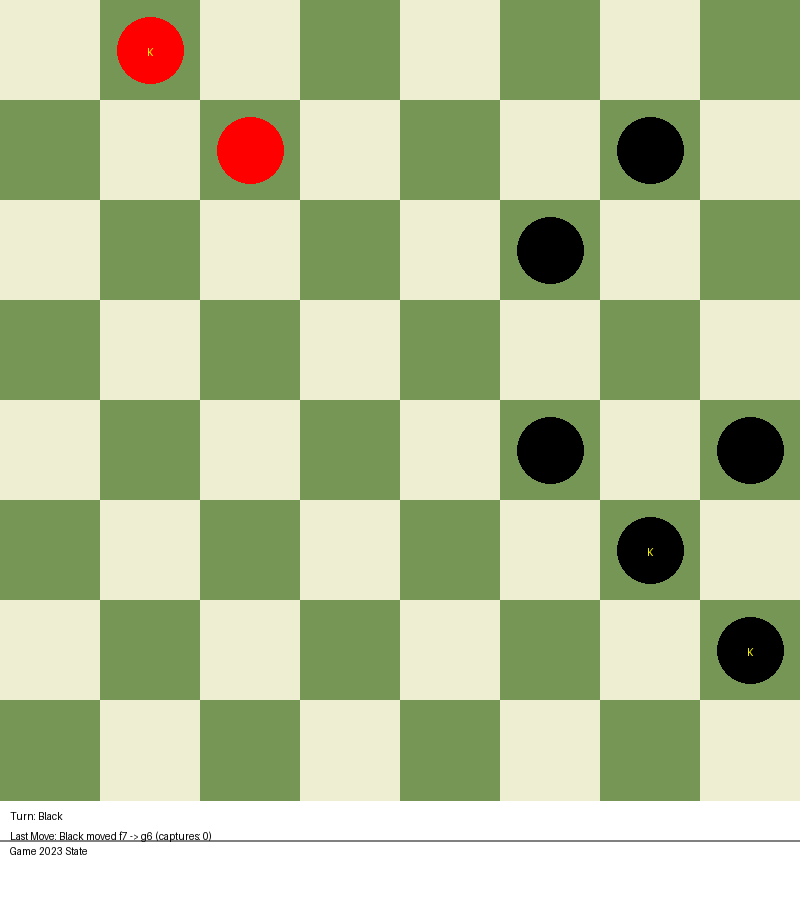 K
K
K
Turn: Black
Last Move: Black moved f7 -> g6 (captures: 0)
Game 2023 State